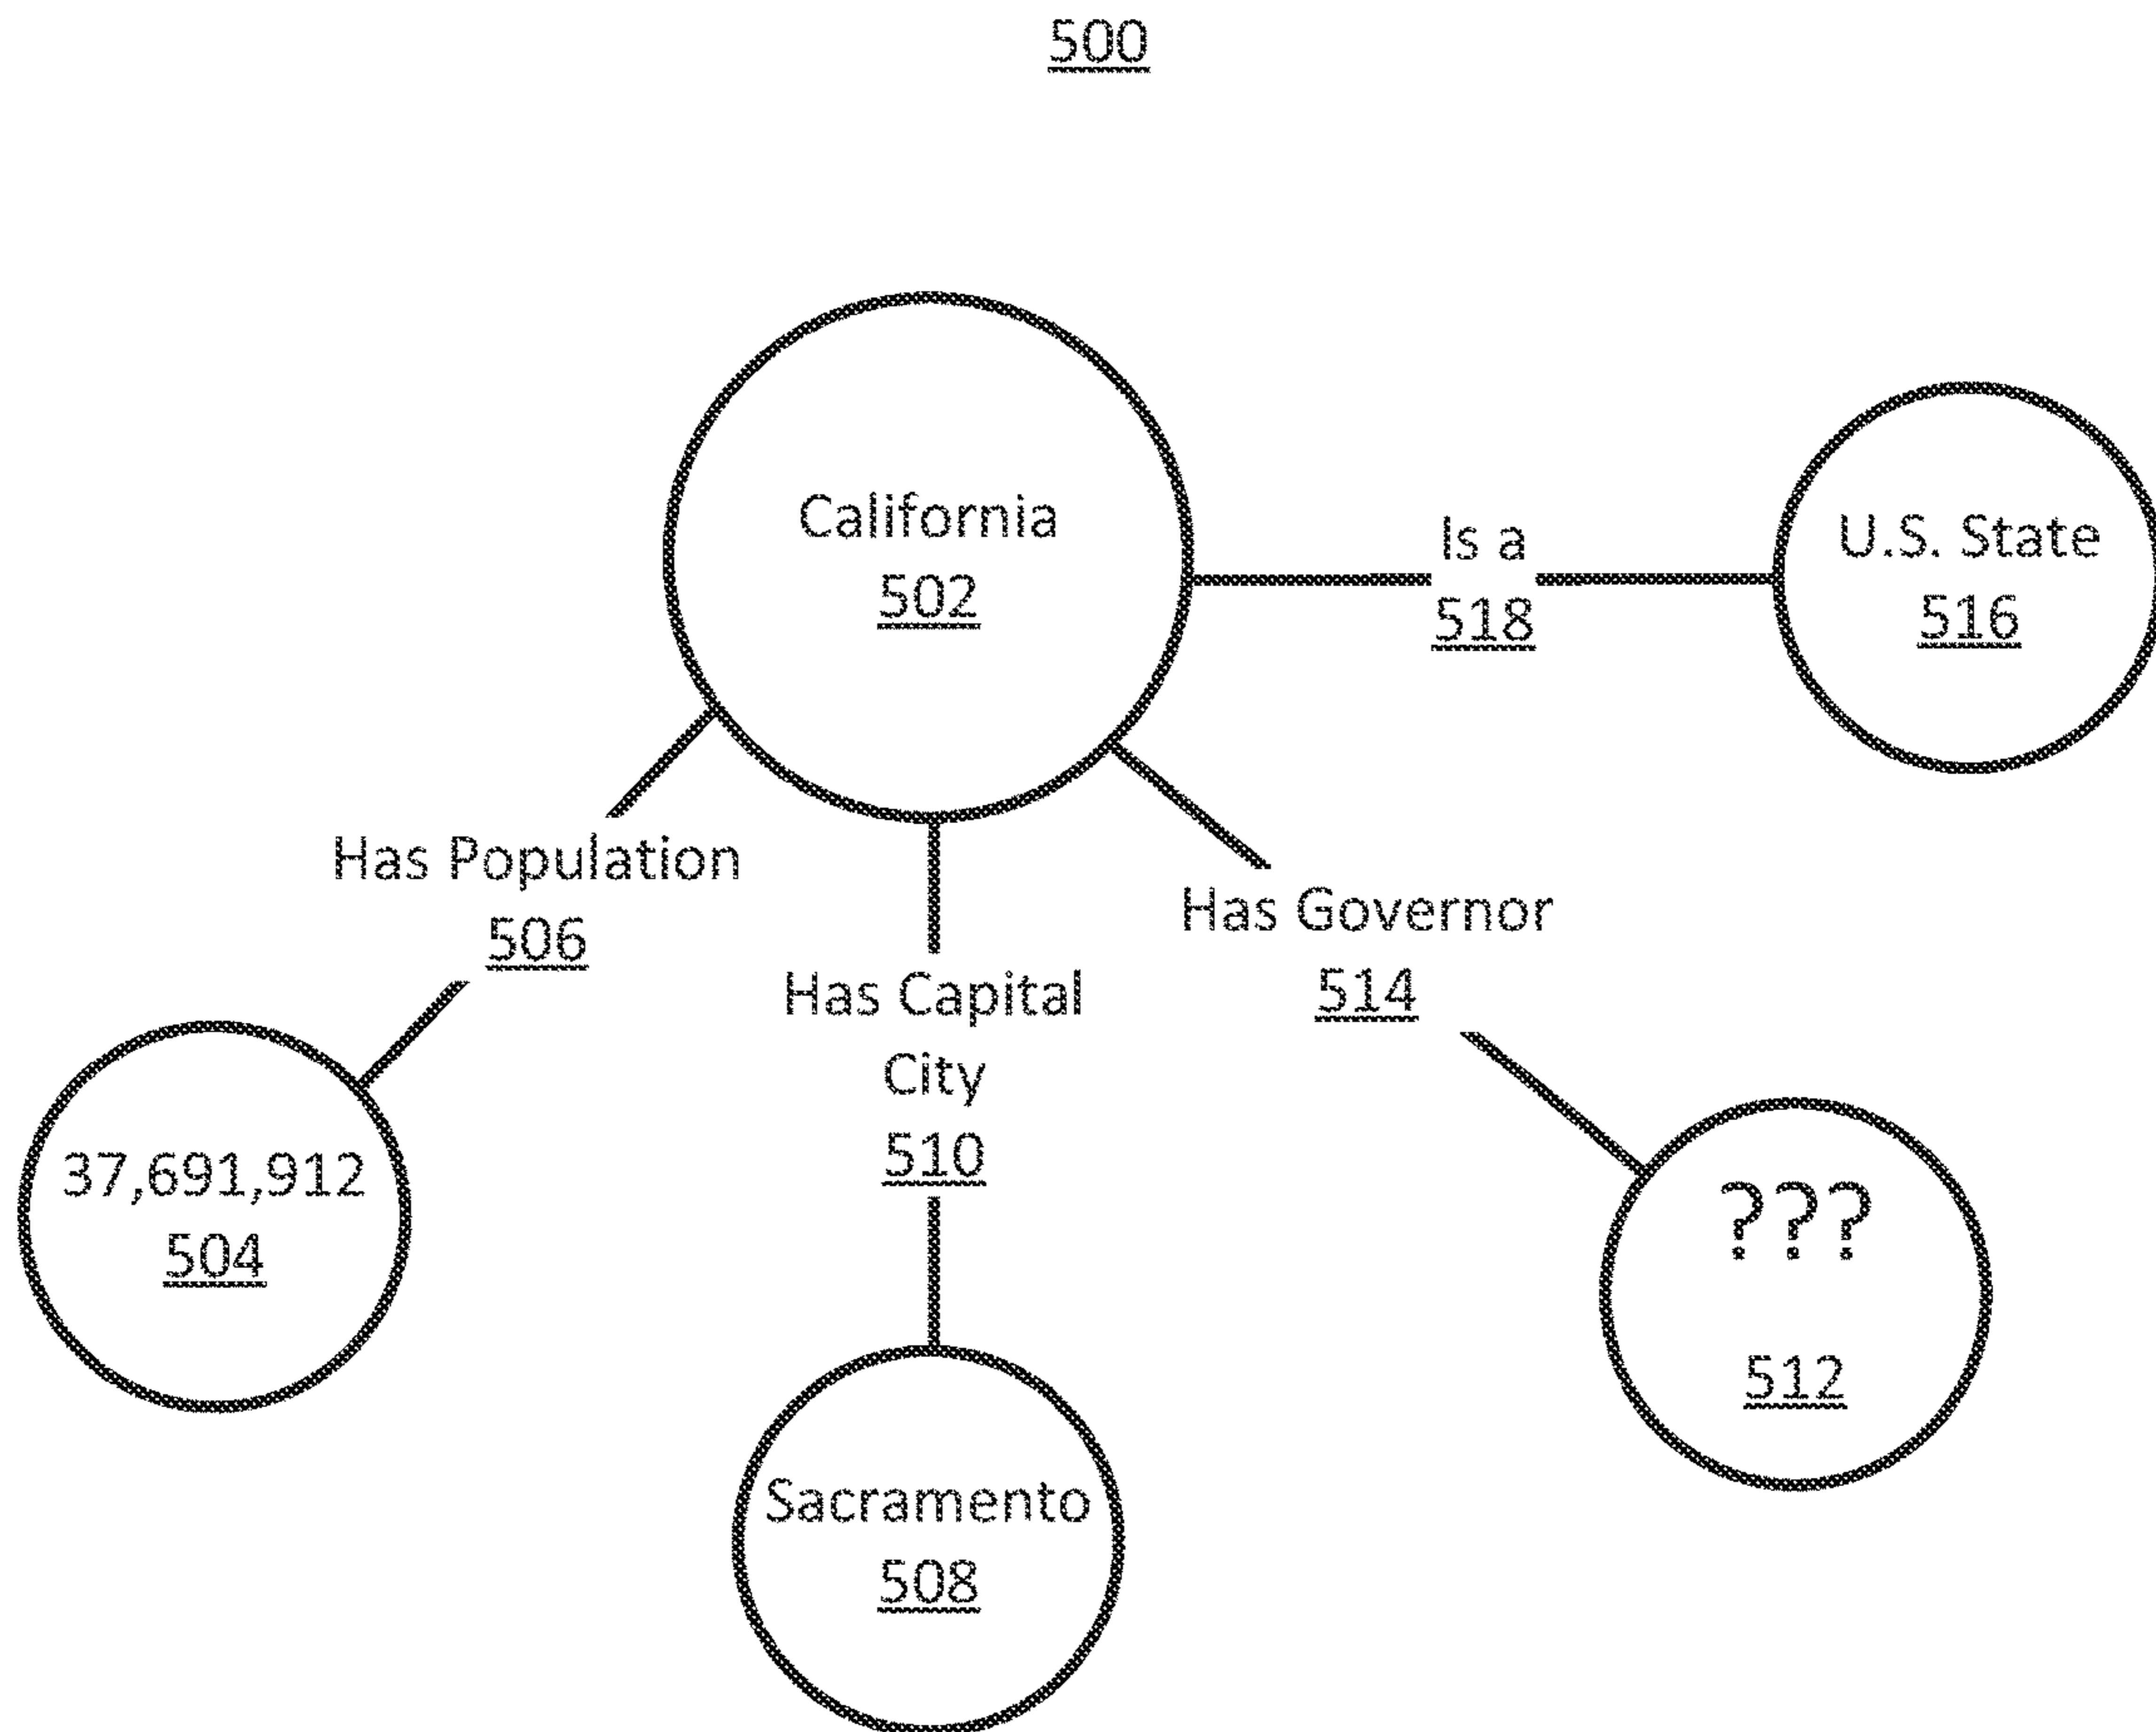 500
California
502
Is a
518
U.S. State
516
Has Population
506
Has Governor
514
Has Capital
City
510
37,691,912
504
???
512
Sacramento
508